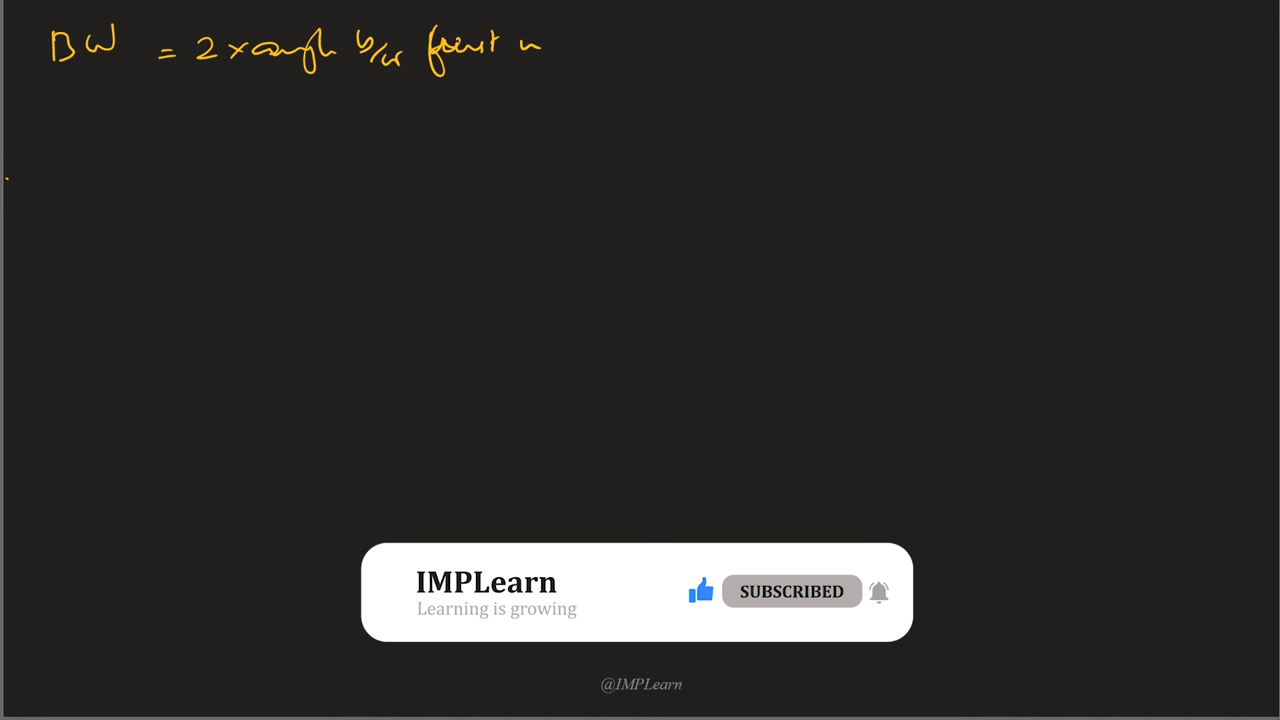 BW = 2 × angle b/w first n
IMPLearn
Learning is growing
SUBSCRIBED
@IMPLearn